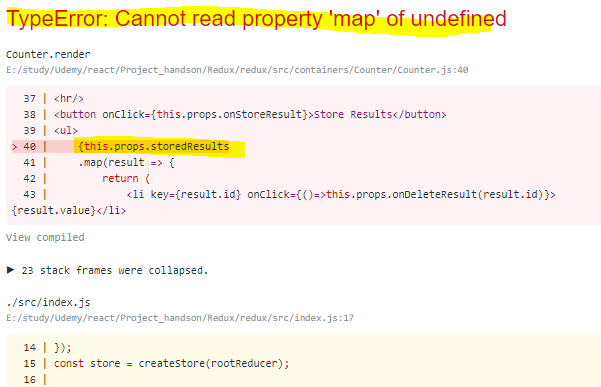 TypeError: Cannot read property 'map' of undefined
Counter.render
E:/study/Udemy/react/Project_handson/Redux/redux/src/containers/Counter/Counter.js:40
37 | <hr/>
38 | <button onClick={this.props.onStoreResult}>Store Results</button>
39 | <ul>
> 40 |     {this.props.storedResults
41 |     .map(result => {
42 |         return (
43 |             <li key={result.id} onClick={()=>this.props.onDeleteResult(result.id)}>
{result.value}</li>
View compiled
▶ 23 stack frames were collapsed.
./src/index.js
E:/study/Udemy/react/Project_handson/Redux/redux/src/index.js:17
14 | });
15 | const store = createStore(rootReducer);
16 |